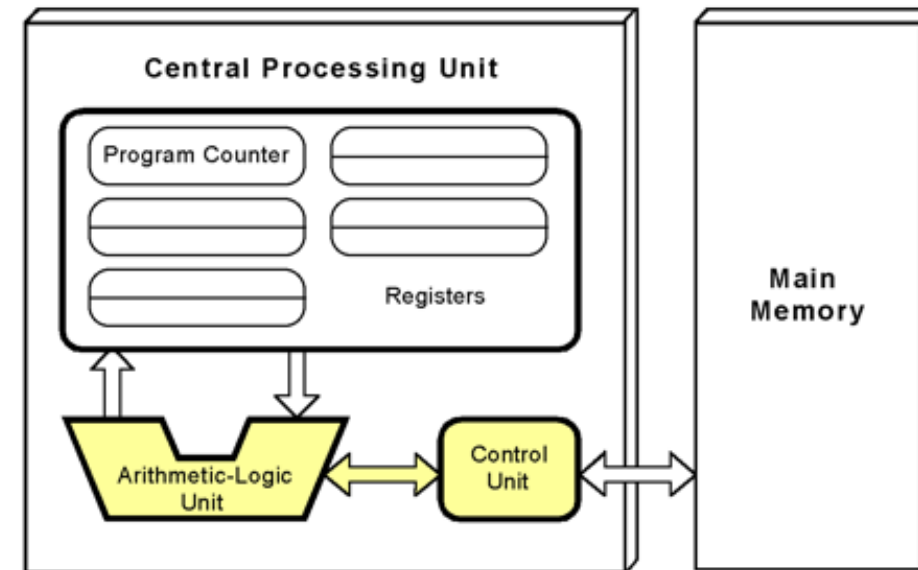 Central Processing Unit
Program Counter
Registers
Arithmetic-Logic
Unit
Control
Unit
Main
Memory